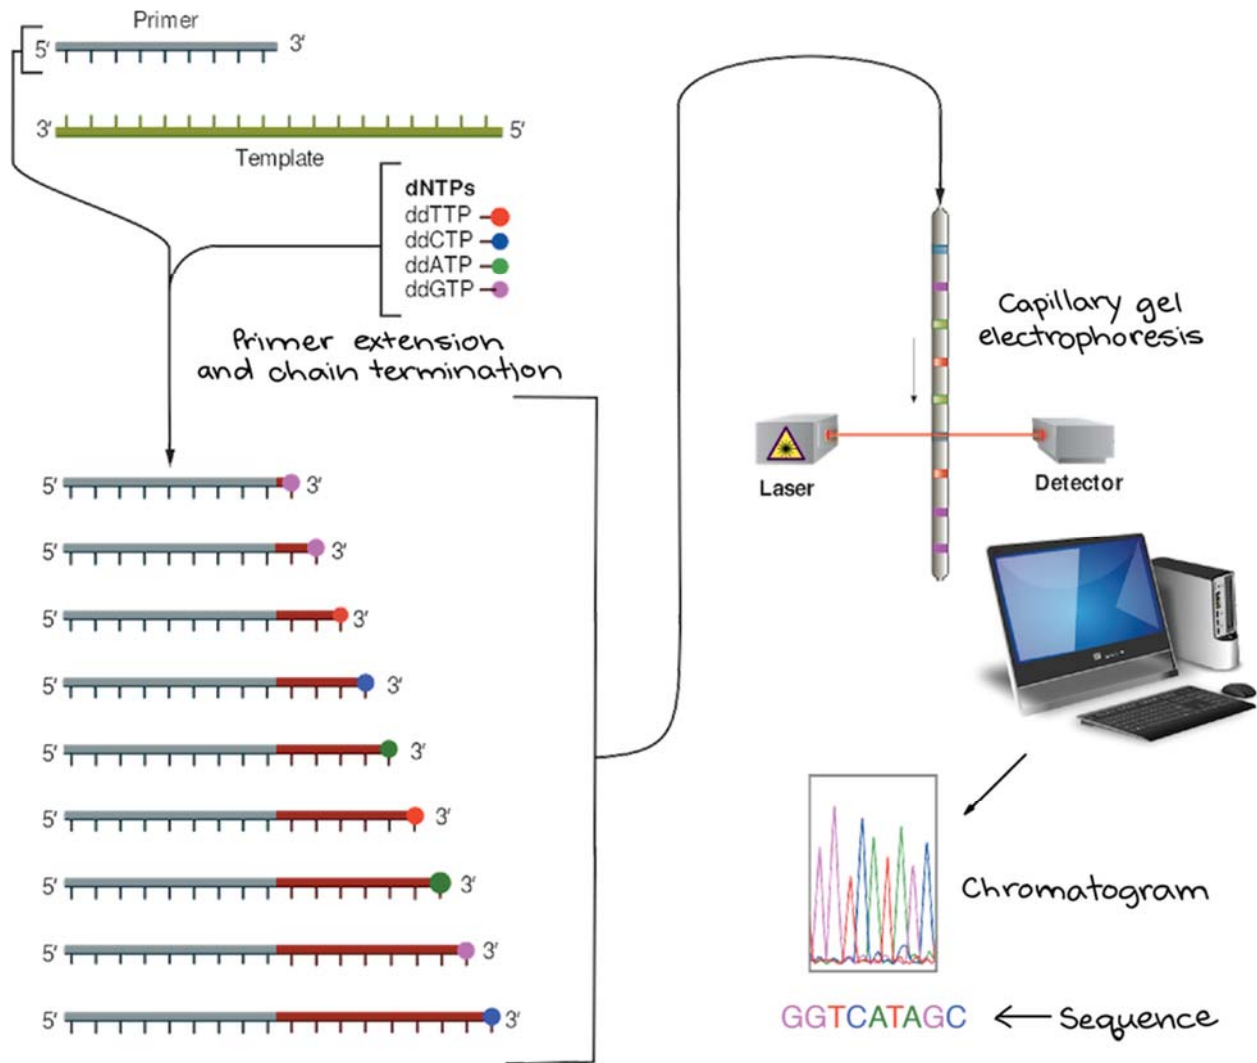 Primer
5′ 3′
3′ 5′
Template
dNTPs
ddTTP
ddCTP
ddATP
ddGTP
Primer extension
and chain termination
5′ 3′
5′ 3′
5′ 3′
5′ 3′
5′ 3′
5′ 3′
5′ 3′
5′ 3′
5′ 3′
Capillary gel
electrophoresis
Laser
Detector
Chromatogram
GGTCATAGC
Sequence